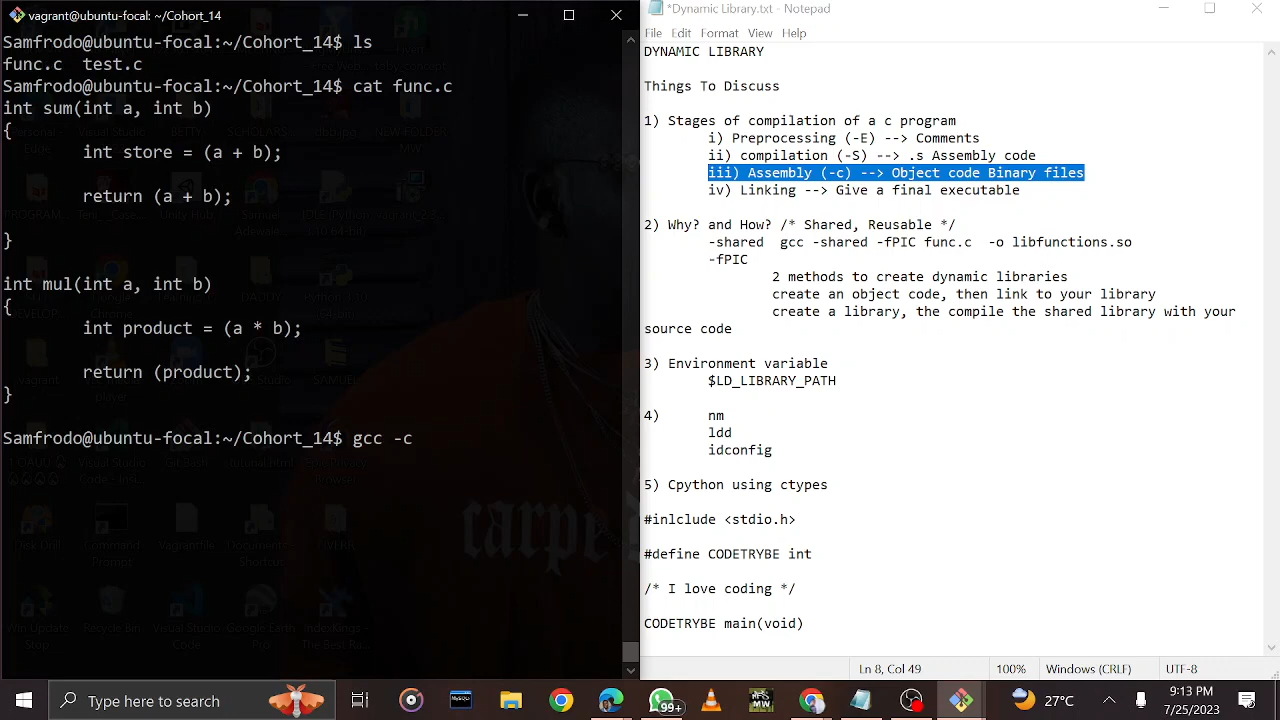 vagrant@ubuntu-focal: ~/Cohort_14
Samfrodo@ubuntu-focal:~/Cohort_14$ ls
func.c  test.c
Samfrodo@ubuntu-focal:~/Cohort_14$ cat func.c
int sum(int a, int b)
{
        int store = (a + b);
        return (a + b);
}
int mul(int a, int b)
{
        int product = (a * b);
        return (product);
}
Samfrodo@ubuntu-focal:~/Cohort_14$ gcc -c
*Dynamic Library.txt - Notepad
File Edit Format View Help
DYNAMIC LIBRARY
Things To Discuss
1) Stages of compilation of a c program
        i) Preprocessing (-E) --> Comments
        ii) compilation (-S) --> .s Assembly code
        iii) Assembly (-c) --> Object code Binary files
        iv) Linking --> Give a final executable
2) Why? and How? /* Shared, Reusable */
        -shared  gcc -shared -fPIC func.c  -o libfunctions.so
        -fPIC
                2 methods to create dynamic libraries
                create an object code, then link to your library
                create a library, the compile the shared library with your
source code
3) Environment variable
        $LD_LIBRARY_PATH
4)      nm
        ldd
        idconfig
5) Cpython using ctypes
#inlclude <stdio.h>
#define CODETRYBE int
/* I love coding */
CODETRYBE main(void)
Ln 8, Col 49
100%
Windows (CRLF)
UTF-8
carpe d
Type here to search
99+
27°C
9:13 PM
7/25/2023